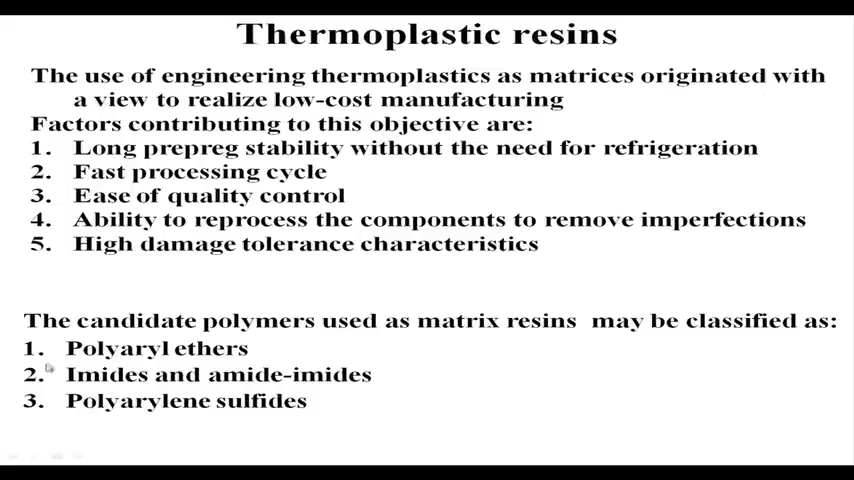 Thermoplastic resins
The use of engineering thermoplastics as matrices originated with
a view to realize low-cost manufacturing
Factors contributing to this objective are:
1. Long prepreg stability without the need for refrigeration
2. Fast processing cycle
3. Ease of quality control
4. Ability to reprocess the components to remove imperfections
5. High damage tolerance characteristics
The candidate polymers used as matrix resins may be classified as:
1. Polyaryl ethers
2. Imides and amide-imides
3. Polyarylene sulfides